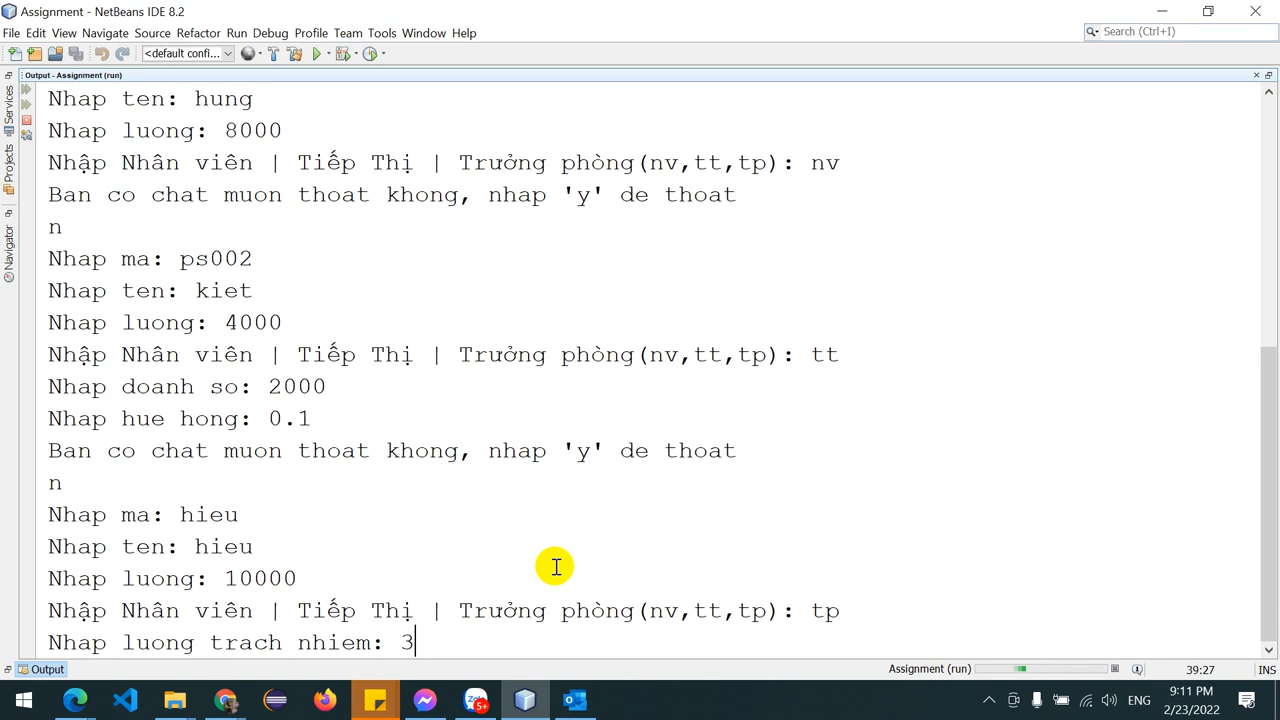 Assignment - NetBeans IDE 8.2
File Edit View Navigate Source Refactor Run Debug Profile Team Tools Window Help
Search (Ctrl+I)
<default confi...
Output - Assignment (run)
Services
Projects
Navigator
Nhap ten: hung
Nhap luong: 8000
Nhập Nhân viên | Tiếp Thị | Trưởng phòng(nv,tt,tp): nv
Ban co chat muon thoat khong, nhap 'y' de thoat
n
Nhap ma: ps002
Nhap ten: kiet
Nhap luong: 4000
Nhập Nhân viên | Tiếp Thị | Trưởng phòng(nv,tt,tp): tt
Nhap doanh so: 2000
Nhap hue hong: 0.1
Ban co chat muon thoat khong, nhap 'y' de thoat
n
Nhap ma: hieu
Nhap ten: hieu
Nhap luong: 10000
Nhập Nhân viên | Tiếp Thị | Trưởng phòng(nv,tt,tp): tp
Nhap luong trach nhiem: 3
Output
Assignment (run)
39:27
INS
5+
ENG
9:11 PM
2/23/2022